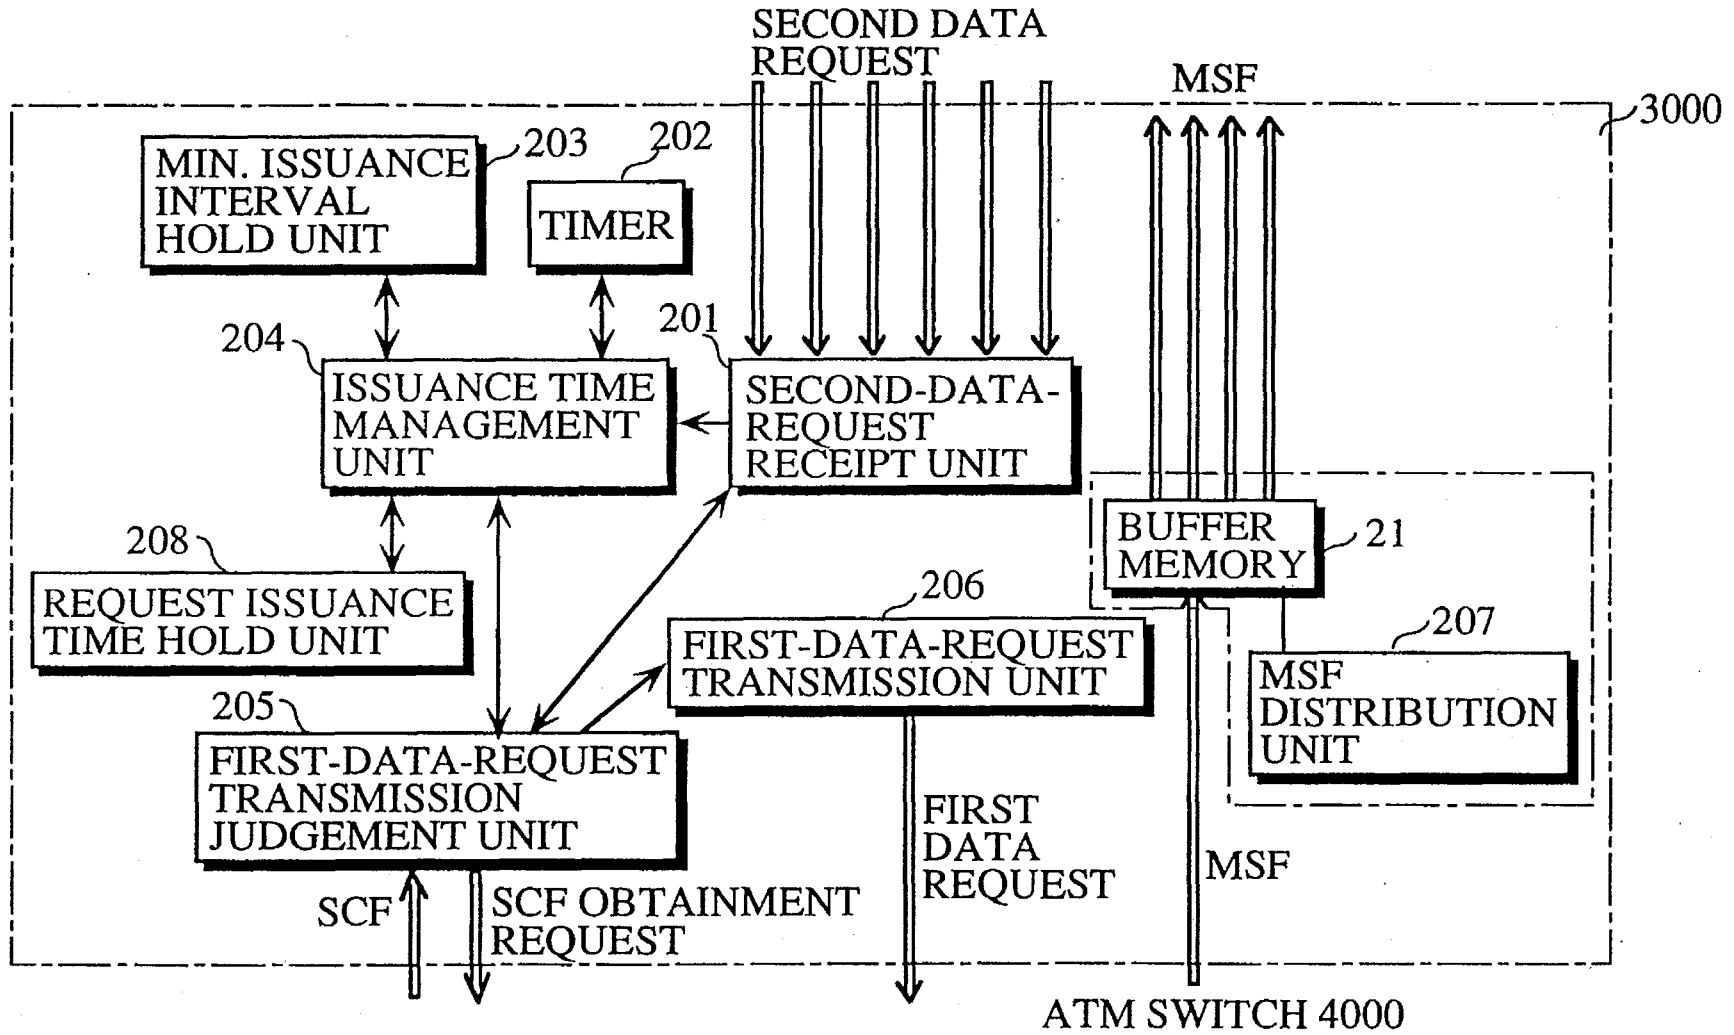 SECOND DATA
REQUEST
MSF
3000
203
202
MIN. ISSUANCE
INTERVAL
HOLD UNIT
TIMER
204
201
ISSUANCE TIME
MANAGEMENT
UNIT
SECOND-DATA-
REQUEST
RECEIPT UNIT
BUFFER
MEMORY
21
208
REQUEST ISSUANCE
TIME HOLD UNIT
206
FIRST-DATA-REQUEST
TRANSMISSION UNIT
207
MSF
DISTRIBUTION
UNIT
205
FIRST-DATA-REQUEST
TRANSMISSION
JUDGEMENT UNIT
FIRST
DATA
REQUEST
MSF
SCF
SCF OBTAINMENT
REQUEST
ATM SWITCH 4000